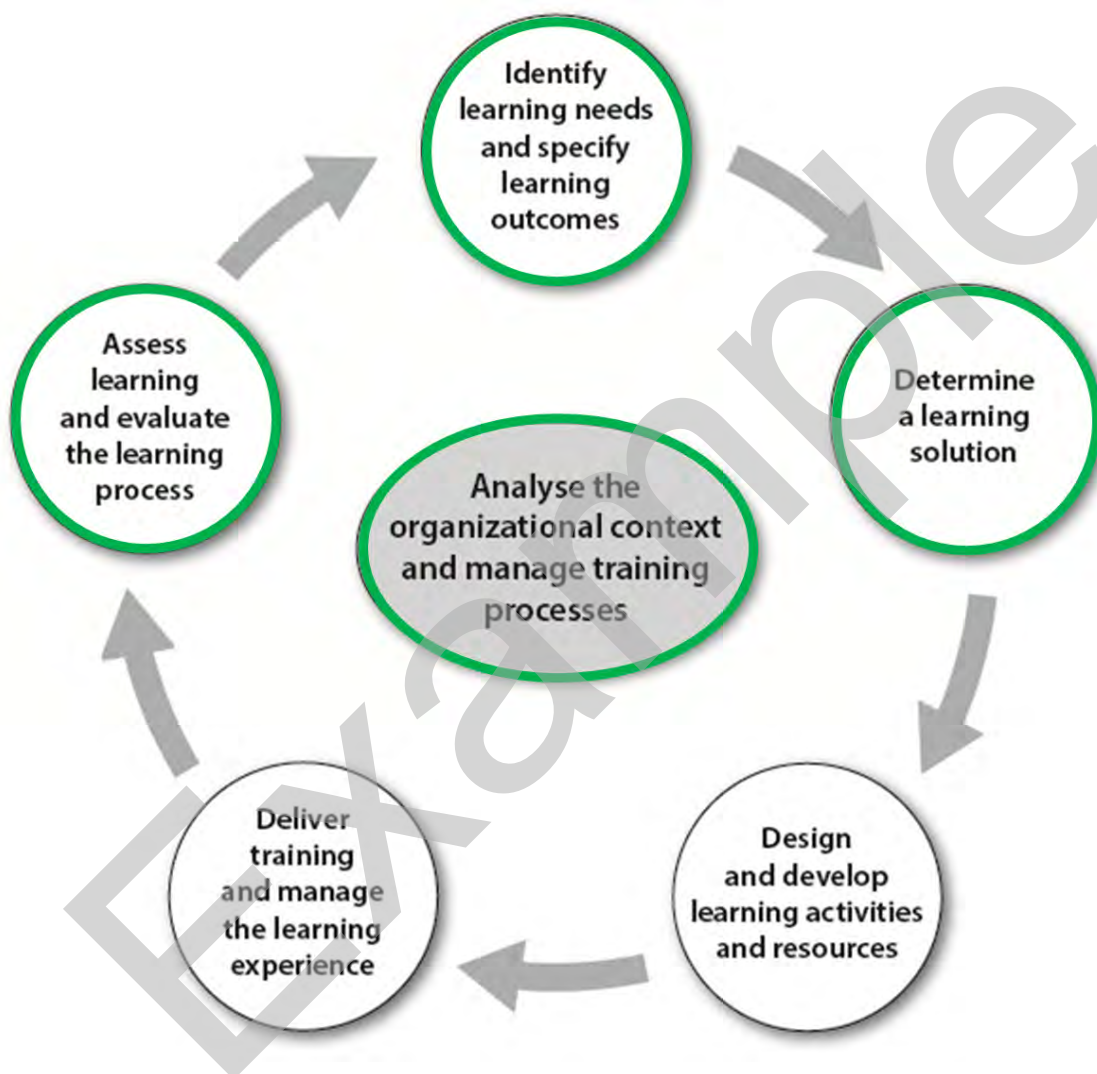 Identify
learning needs
and specify
learning
outcomes
Determine
a learning
solution
Design
and develop
learning activities
and resources
Deliver
training
and manage
the learning
experience
Assess
learning
and evaluate
the learning
process
Analyse the
organizational context
and manage training
processes
Example